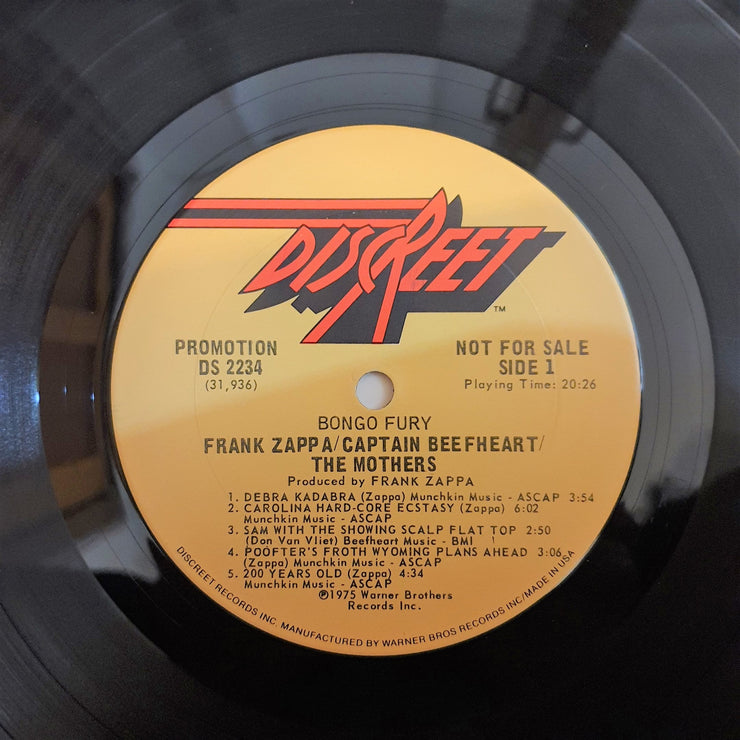 DISCREET
TM
PROMOTION
DS 2234
(31,936)
NOT FOR SALE
SIDE 1
Playing Time: 20:26
BONGO FURY
FRANK ZAPPA/CAPTAIN BEEFHEART/
THE MOTHERS
Produced by FRANK ZAPPA
1. DEBRA KADABRA (Zappa) Munchkin Music - ASCAP 3:54
2. CAROLINA HARD-CORE ECSTASY (Zappa) 6:02
Munchkin Music - ASCAP
3. SAM WITH THE SHOWING SCALP FLAT TOP 2:50
(Don Van Vliet) Beefheart Music - BMI
4. POOFTER'S FROTH WYOMING PLANS AHEAD 3:06
(Zappa) Munchkin Music - ASCAP
5. 200 YEARS OLD (Zappa) 4:34
Munchkin Music - ASCAP
℗1975 Warner Brothers
Records Inc.
DISCREET RECORDS INC. MANUFACTURED BY WARNER BROS RECORDS INC/MADE IN USA